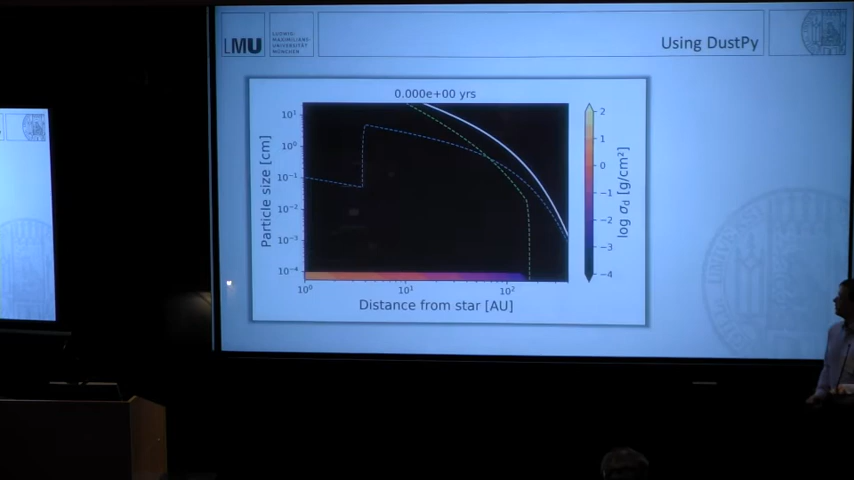 LMU
LUDWIG-
MAXIMILIANS-
UNIVERSITÄT
MÜNCHEN
Using DustPy
0.000e+00 yrs
Particle size [cm]
10¹
10⁰
10⁻¹
10⁻²
10⁻³
10⁻⁴
10⁰
10¹
10²
Distance from star [AU]
2
1
0
−1
−2
−3
−4
log σd [g/cm²]